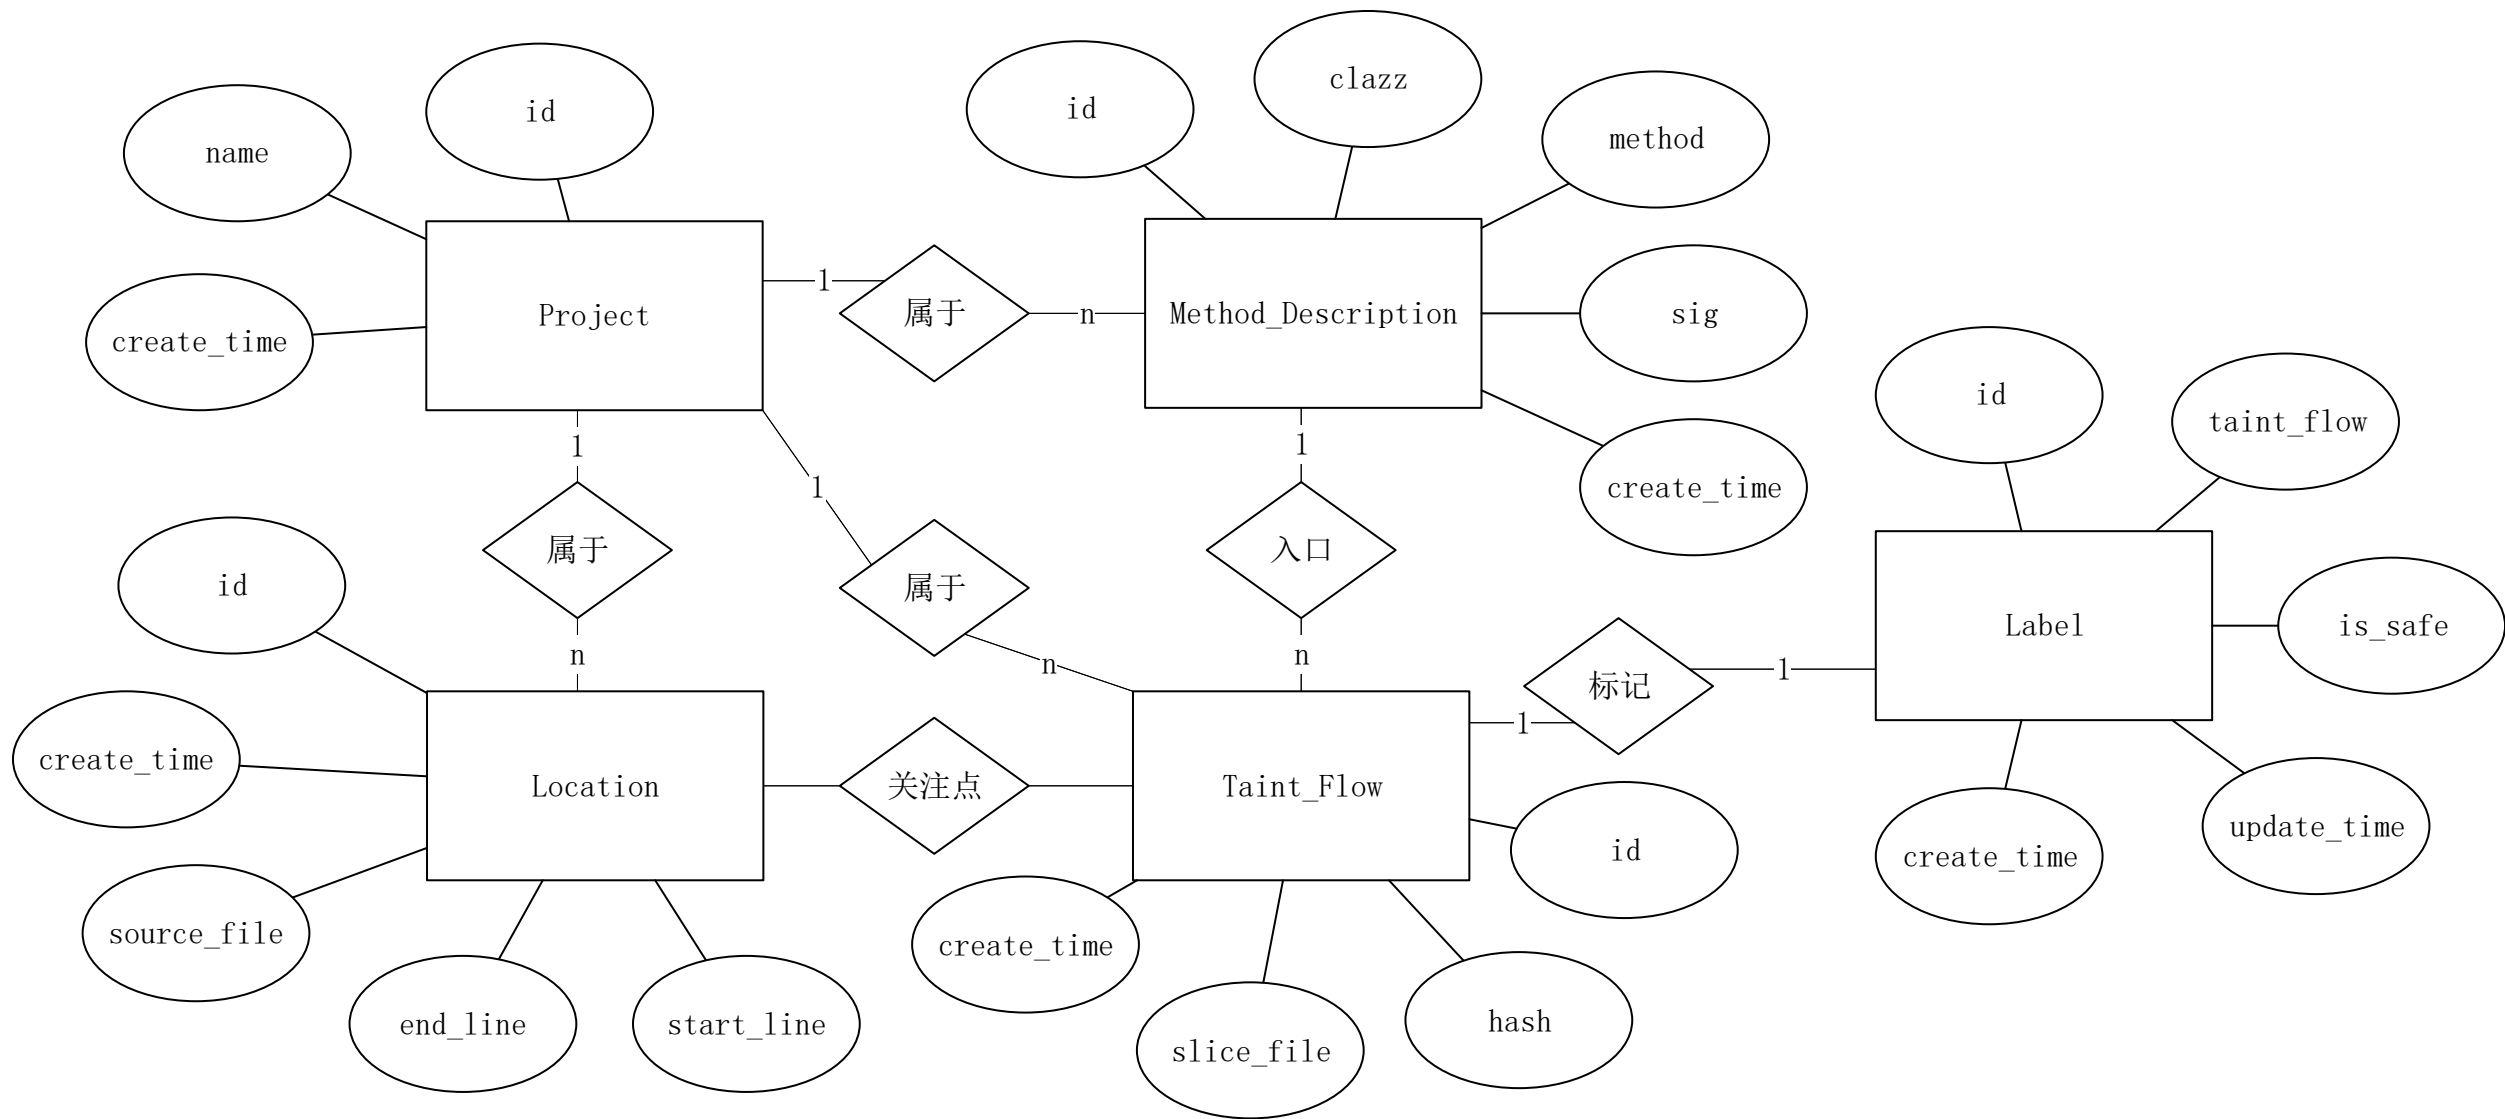 clazz
id
id
method
name
1
属于
n
Project
Method_Description
sig
create_time
id
taint_flow
1
1
1
create_time
属于
入口
id
属于
Label
is_safe
n
n
n
标记
1
1
create_time
Location
关注点
Taint_Flow
id
create_time
update_time
source_file
create_time
end_line
start_line
hash
slice_file